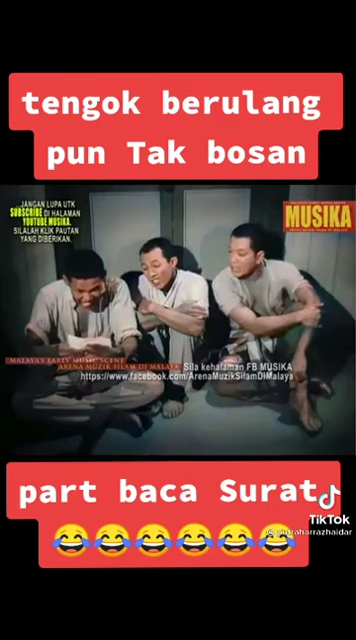 tengok berulang
pun Tak bosan
JANGAN LUPA UTK
SUBSCRIBE DI HALAMAN
YOUTUBE MUSIKA.
SILALAH KLIK PAUTAN
YANG DIBERIKAN.
MUSIKA
MALAYA'S EARLY MUSIC SCENE
ARENA MUZIK SILAM DI MALAYA
Sila kehalaman FB MUSIKA
https://www.facebook.com/ArenaMuzikSilamDiMalaya
part baca Surat
😂😂😂😂😂😂
TikTok